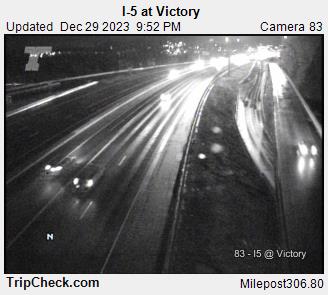 I-5 at Victory
Updated Dec 29 2023 9:52 PM Camera 83
T
N
83 - I5 @ Victory
TripCheck.com Milepost306.80